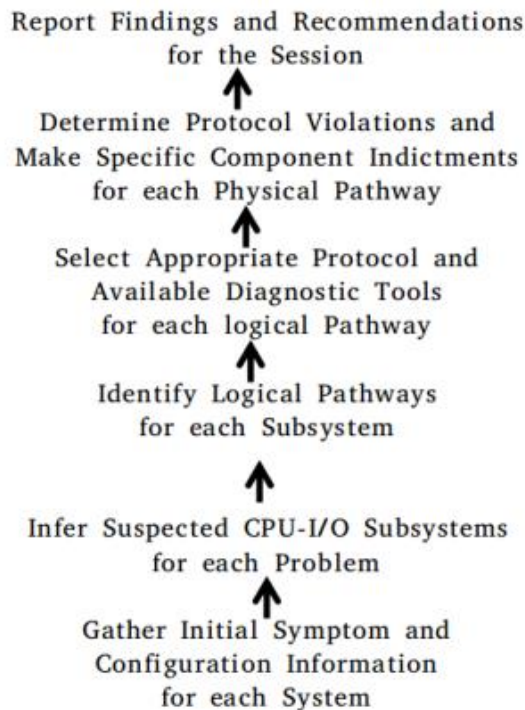 Report Findings and Recommendations
for the Session
Determine Protocol Violations and
Make Specific Component Indictments
for each Physical Pathway
Select Appropriate Protocol and
Available Diagnostic Tools
for each logical Pathway
Identify Logical Pathways
for each Subsystem
Infer Suspected CPU-I/O Subsystems
for each Problem
Gather Initial Symptom and
Configuration Information
for each System